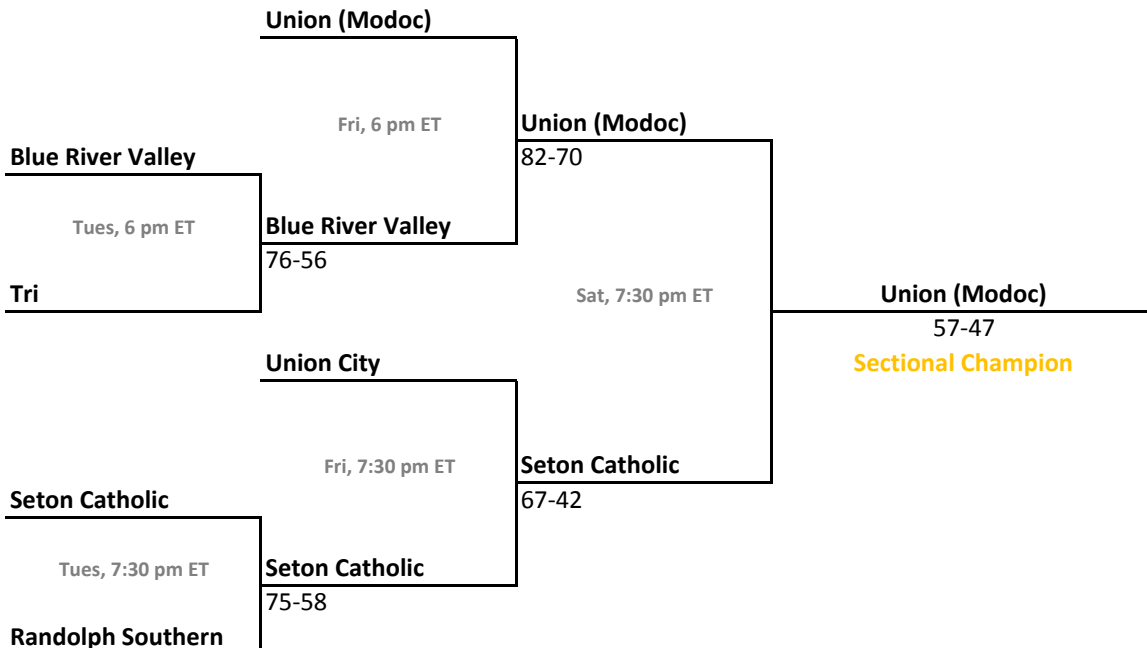 Union (Modoc)
Fri, 6 pm ET
Union (Modoc)
82-70
Blue River Valley
Tues, 6 pm ET
Blue River Valley
76-56
Tri
Sat, 7:30 pm ET
Union (Modoc)
57-47
Sectional Champion
Union City
Fri, 7:30 pm ET
Seton Catholic
67-42
Seton Catholic
Tues, 7:30 pm ET
Seton Catholic
75-58
Randolph Southern